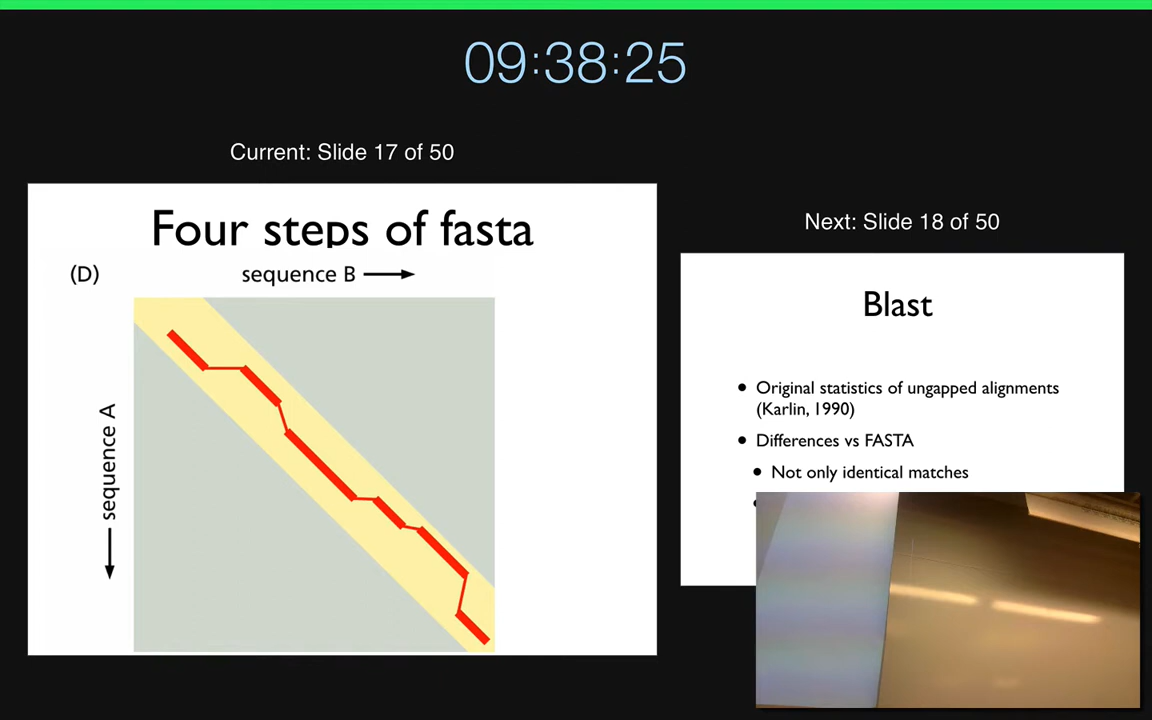 09:38:25
Current: Slide 17 of 50
Four steps of fasta
(D)
sequence B
sequence A
Next: Slide 18 of 50
Blast
• Original statistics of ungapped alignments
(Karlin, 1990)
• Differences vs FASTA
• Not only identical matches